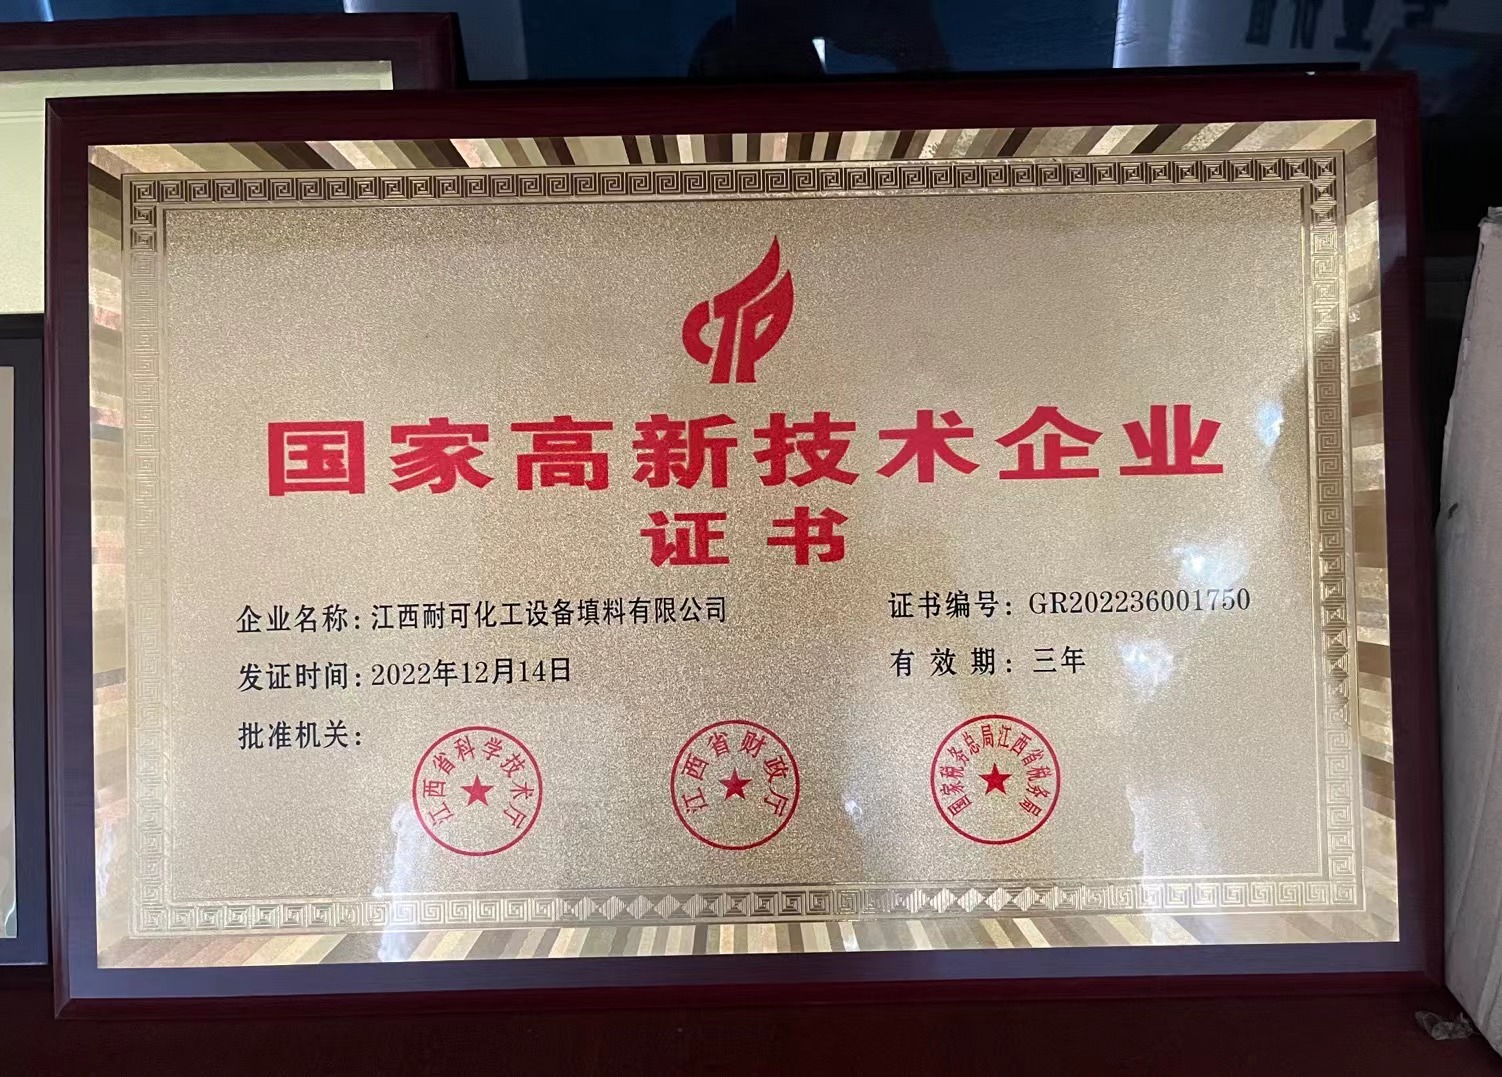 CTP
国家高新技术企业
证书
企业名称：江西耐可化工设备填料有限公司
证书编号：GR202236001750
发证时间：2022年12月14日
有效期：三年
批准机关：
江西省科学技术厅
江西省财政厅
国家税务总局江西省税务局